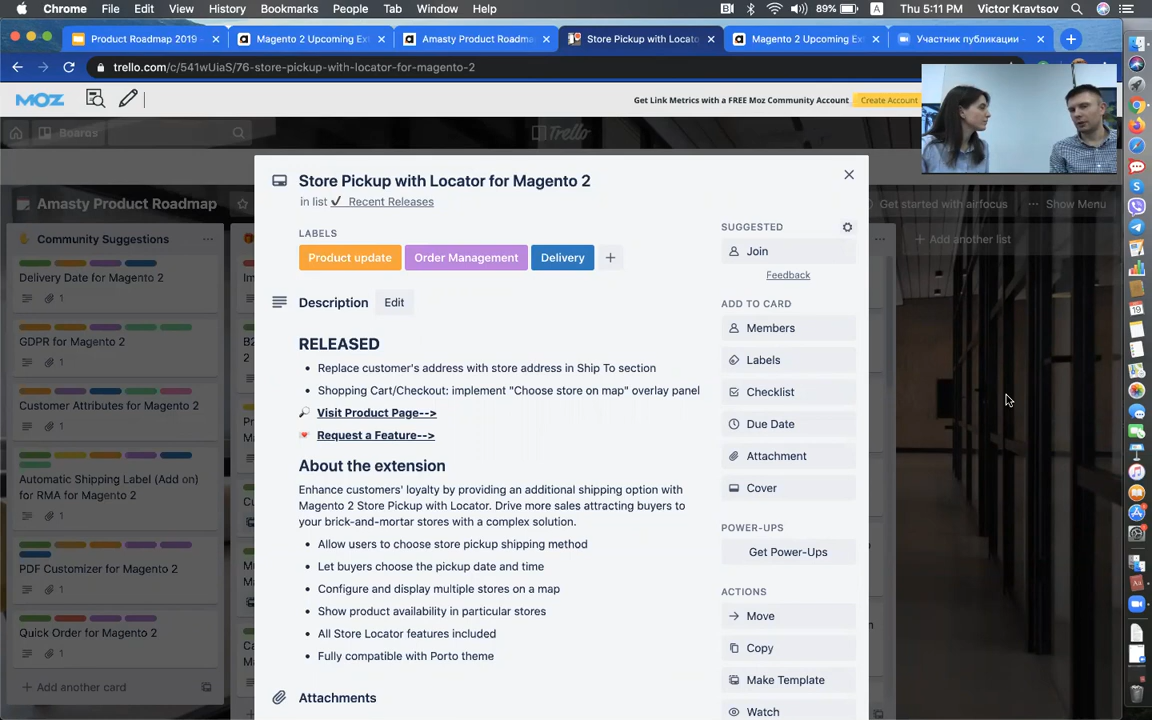 Chrome File Edit View History Bookmarks People Tab Window Help 89% A Thu 5:11 PM Victor Kravtsov
Product Roadmap 2019 - Magento 2 Upcoming Ext Amasty Product Roadma Store Pickup with Locato Magento 2 Upcoming Ext Участник публикации -
trello.com/c/541wUiaS/76-store-pickup-with-locator-for-magento-2
MOZ Get Link Metrics with a FREE Moz Community Account Create Account
Boards Trello
Amasty Product Roadmap Get started with airfocus Show Menu
Community Suggestions
Add another list
Delivery Date for Magento 2
1
GDPR for Magento 2
1
Customer Attributes for Magento 2
1
Automatic Shipping Label (Add on)
for RMA for Magento 2
1
PDF Customizer for Magento 2
1
Quick Order for Magento 2
1
+ Add another card
Store Pickup with Locator for Magento 2
in list ✓ Recent Releases
LABELS
Product update Order Management Delivery +
Description Edit
RELEASED
• Replace customer's address with store address in Ship To section
• Shopping Cart/Checkout: implement "Choose store on map" overlay panel
Visit Product Page-->
Request a Feature-->
About the extension
Enhance customers' loyalty by providing an additional shipping option with
Magento 2 Store Pickup with Locator. Drive more sales attracting buyers to
your brick-and-mortar stores with a complex solution.
• Allow users to choose store pickup shipping method
• Let buyers choose the pickup date and time
• Configure and display multiple stores on a map
• Show product availability in particular stores
• All Store Locator features included
• Fully compatible with Porto theme
Attachments
SUGGESTED
Join
Feedback
ADD TO CARD
Members
Labels
Checklist
Due Date
Attachment
Cover
POWER-UPS
Get Power-Ups
ACTIONS
Move
Copy
Make Template
Watch